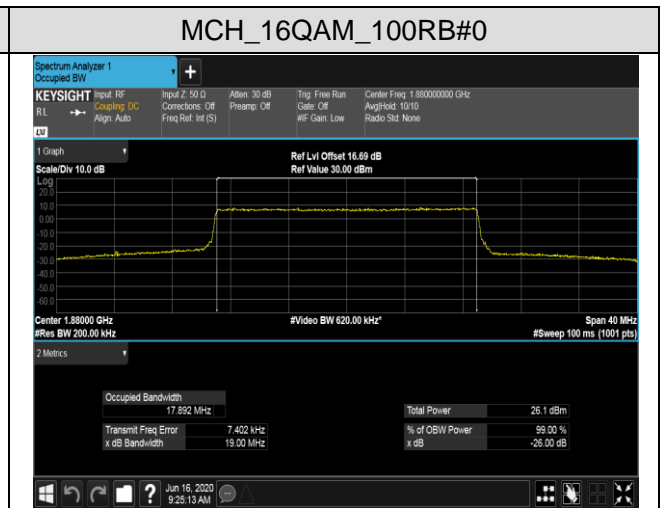 MCH_16QAM_100RB#0
Spectrum Analyzer 1
Occupied BW
+
KEYSIGHT Input: RF Input Z: 50 Ω Atten: 30 dB Trig: Free Run Center Freq: 1.880000000 GHz
RL Coupling: DC Corrections: Off Preamp: Off Gate: Off Avg|Hold: 10/10
Align: Auto Freq Ref: Int (S) #IF Gain: Low Radio Std: None
LXI
1 Graph Ref Lvl Offset 16.69 dB
Scale/Div 10.0 dB Ref Value 30.00 dBm
Log
20.0
10.0
0.00
-10.0
-20.0
-30.0
-40.0
-50.0
-60.0
Center 1.88000 GHz #Video BW 620.00 kHz* Span 40 MHz
#Res BW 200.00 kHz #Sweep 100 ms (1001 pts)
2 Metrics
Occupied Bandwidth
17.892 MHz Total Power 26.1 dBm
Transmit Freq Error 7.402 kHz % of OBW Power 99.00 %
x dB Bandwidth 19.00 MHz x dB -26.00 dB
? Jun 16, 2020
9:25:13 AM